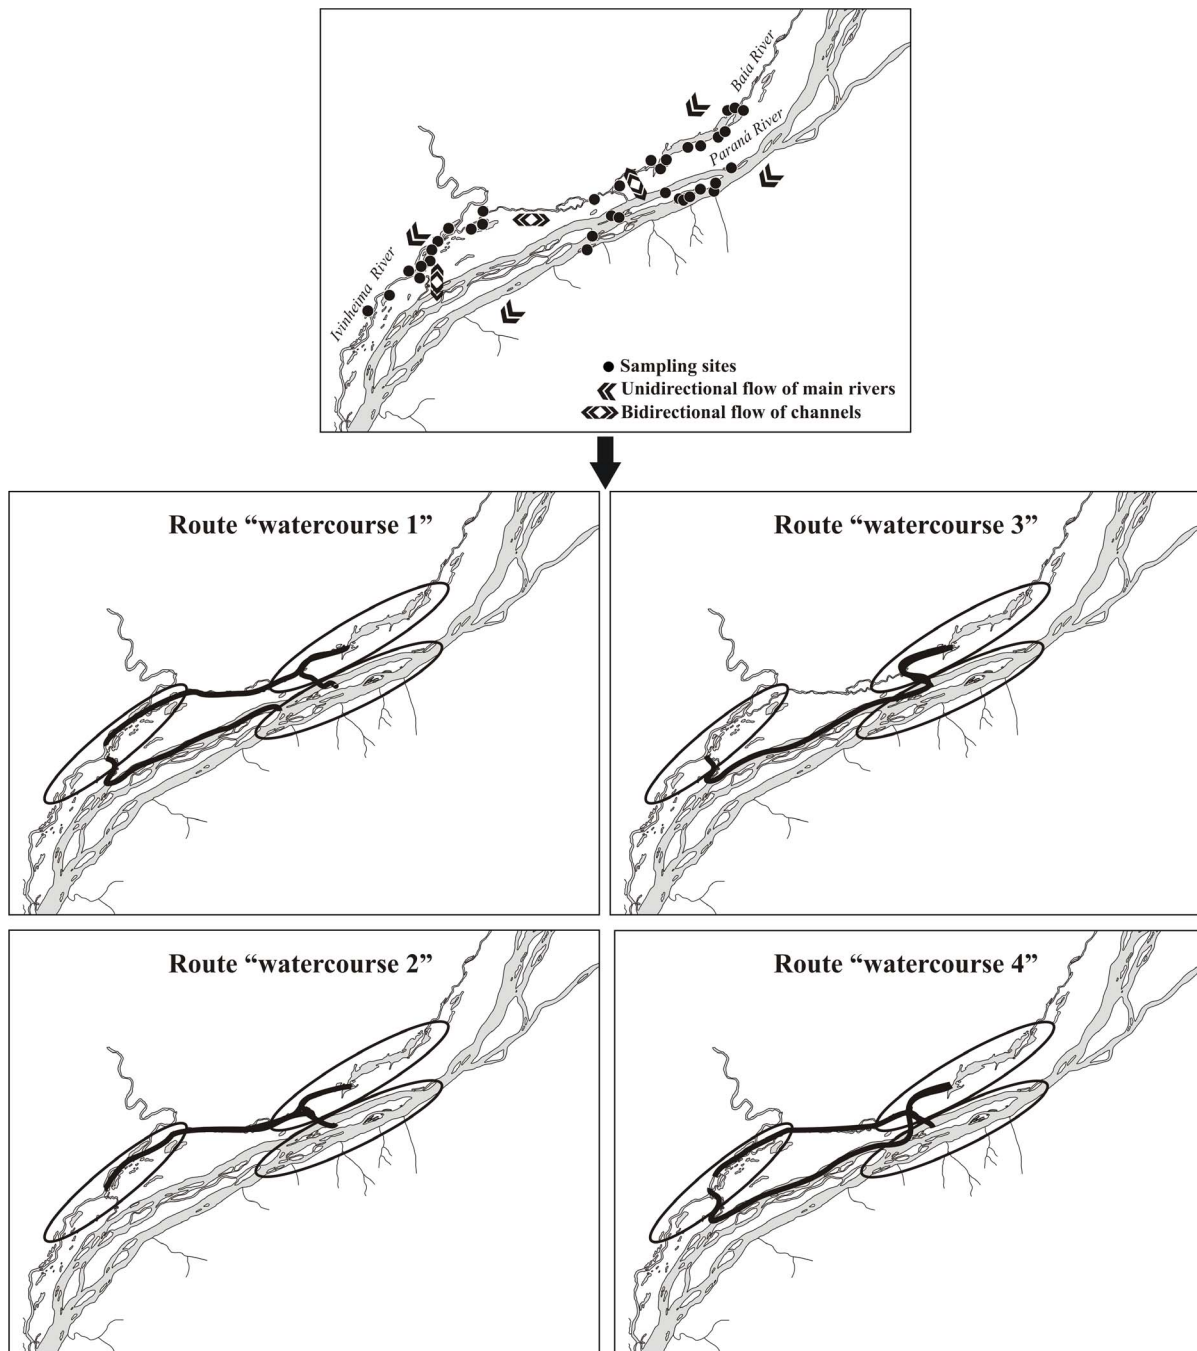 Baía River
Paraná River
Ivinheima River
Sampling sites
Unidirectional flow of main rivers
Bidirectional flow of channels
Route “watercourse 1”
Route “watercourse 3”
Route “watercourse 2”
Route “watercourse 4”